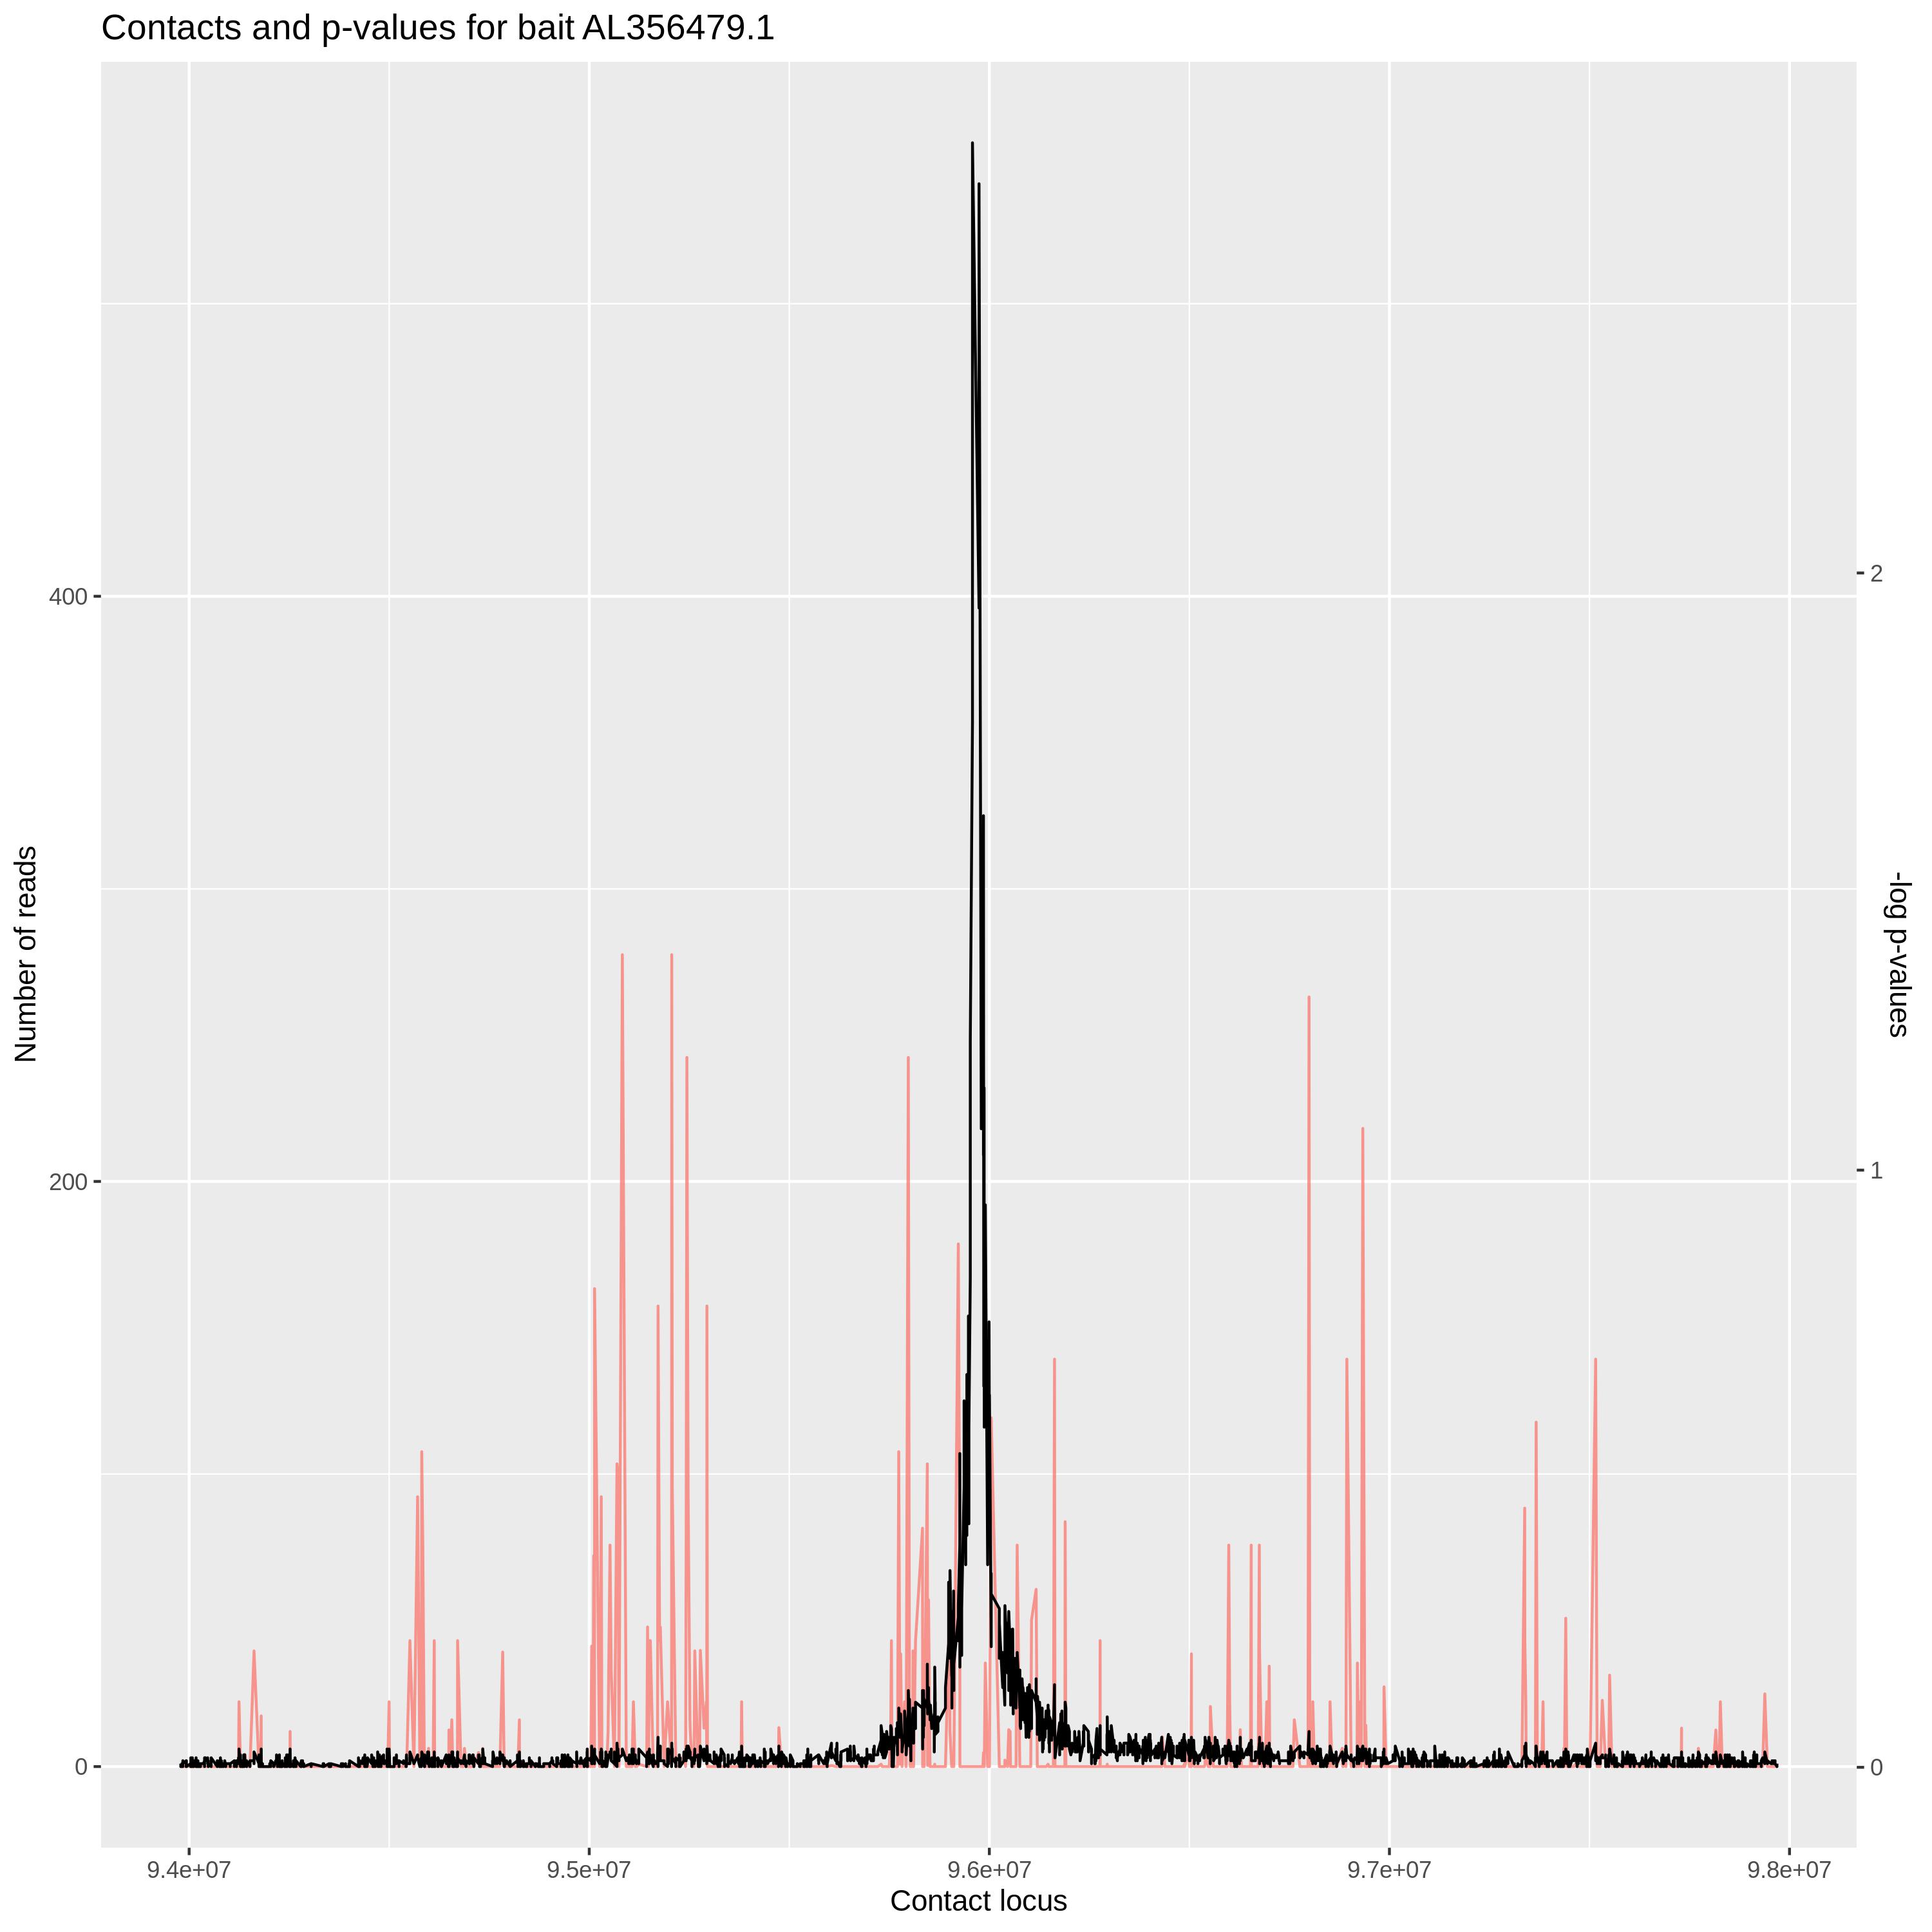 Contacts and p-values for bait AL356479.1
Number of reads
400
200
0
2
1
0
-log p-values
9.4e+07 9.5e+07 9.6e+07 9.7e+07 9.8e+07
Contact locus